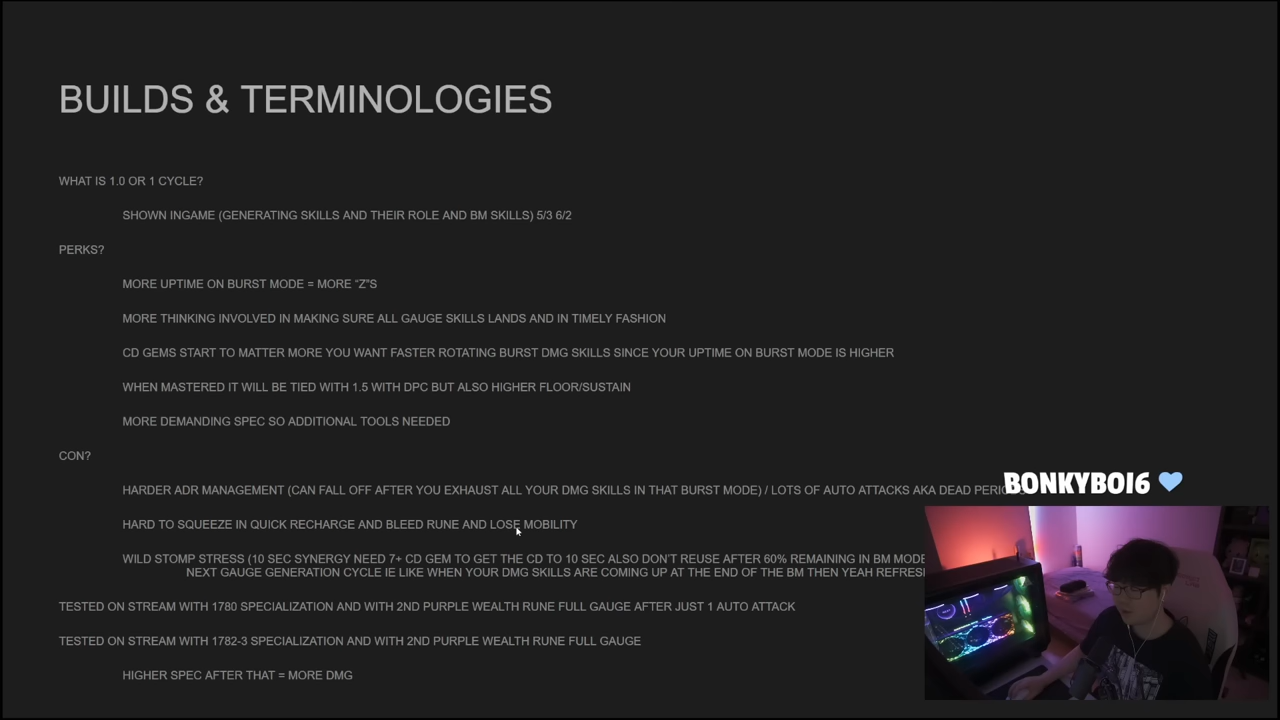 BUILDS & TERMINOLOGIES
WHAT IS 1.0 OR 1 CYCLE?
SHOWN INGAME (GENERATING SKILLS AND THEIR ROLE AND BM SKILLS) 5/3 6/2
PERKS?
MORE UPTIME ON BURST MODE = MORE “Z”S
MORE THINKING INVOLVED IN MAKING SURE ALL GAUGE SKILLS LANDS AND IN TIMELY FASHION
CD GEMS START TO MATTER MORE YOU WANT FASTER ROTATING BURST DMG SKILLS SINCE YOUR UPTIME ON BURST MODE IS HIGHER
WHEN MASTERED IT WILL BE TIED WITH 1.5 WITH DPC BUT ALSO HIGHER FLOOR/SUSTAIN
MORE DEMANDING SPEC SO ADDITIONAL TOOLS NEEDED
CON?
HARDER ADR MANAGEMENT (CAN FALL OFF AFTER YOU EXHAUST ALL YOUR DMG SKILLS IN THAT BURST MODE) / LOTS OF AUTO ATTACKS AKA DEAD
BONKYBOI6
HARD TO SQUEEZE IN QUICK RECHARGE AND BLEED RUNE AND LOSE MOBILITY
WILD STOMP STRESS (10 SEC SYNERGY NEED 7+ CD GEM TO GET THE CD TO 10 SEC ALSO DON'T REUSE AFTER 60% REMAINING IN BM MODE
NEXT GAUGE GENERATION CYCLE IE LIKE WHEN YOUR DMG SKILLS ARE COMING UP AT THE END OF THE BM THEN YEAH
TESTED ON STREAM WITH 1780 SPECIALIZATION AND WITH 2ND PURPLE WEALTH RUNE FULL GAUGE AFTER JUST 1 AUTO ATTACK
TESTED ON STREAM WITH 1782-3 SPECIALIZATION AND WITH 2ND PURPLE WEALTH RUNE FULL GAUGE
HIGHER SPEC AFTER THAT = MORE DMG